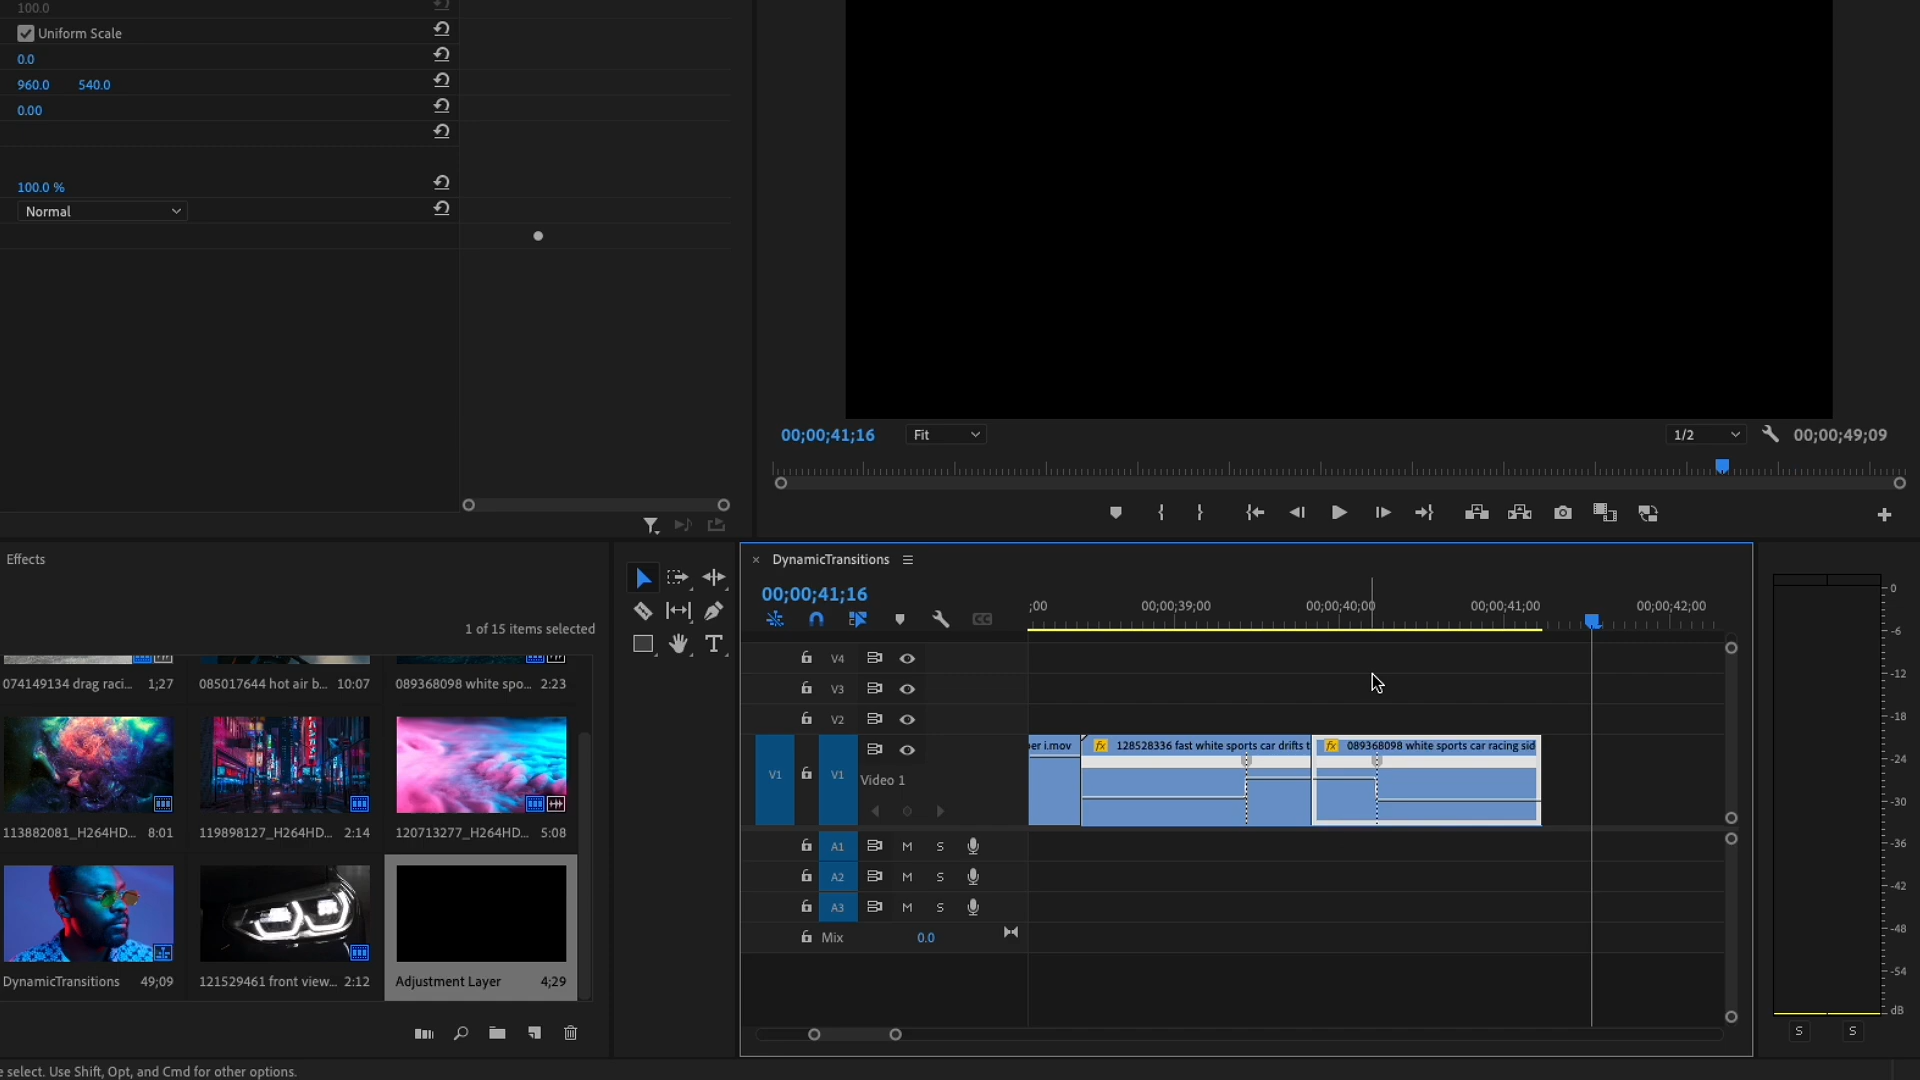 100.0
Uniform Scale
0.0
960.0 540.0
0.00
100.0 %
Normal
00;00;41;16
Fit
1/2
00;00;49;09
Effects
1 of 15 items selected
074149134 drag raci... 1;27
085017644 hot air b... 10:07
089368098 white spo... 2:23
113882081_H264HD... 8:01
119898127_H264HD... 2:14
120713277_H264HD... 5:08
DynamicTransitions 49;09
121529461 front view... 2:12
Adjustment Layer 4;29
× DynamicTransitions
00;00;41;16
;00
00;00;39;00
00;00;40;00
00;00;41;00
00;00;42;00
V4
V3
V2
V1
V1
Video 1
er i.mov
fx 128528336 fast white sports car drifts t
fx 089368098 white sports car racing sid
A1 M S
A2 M S
A3 M S
Mix 0.0
0
-6
-12
-18
-24
-30
-36
-42
-48
-54
dB
S S
e select. Use Shift, Opt, and Cmd for other options.